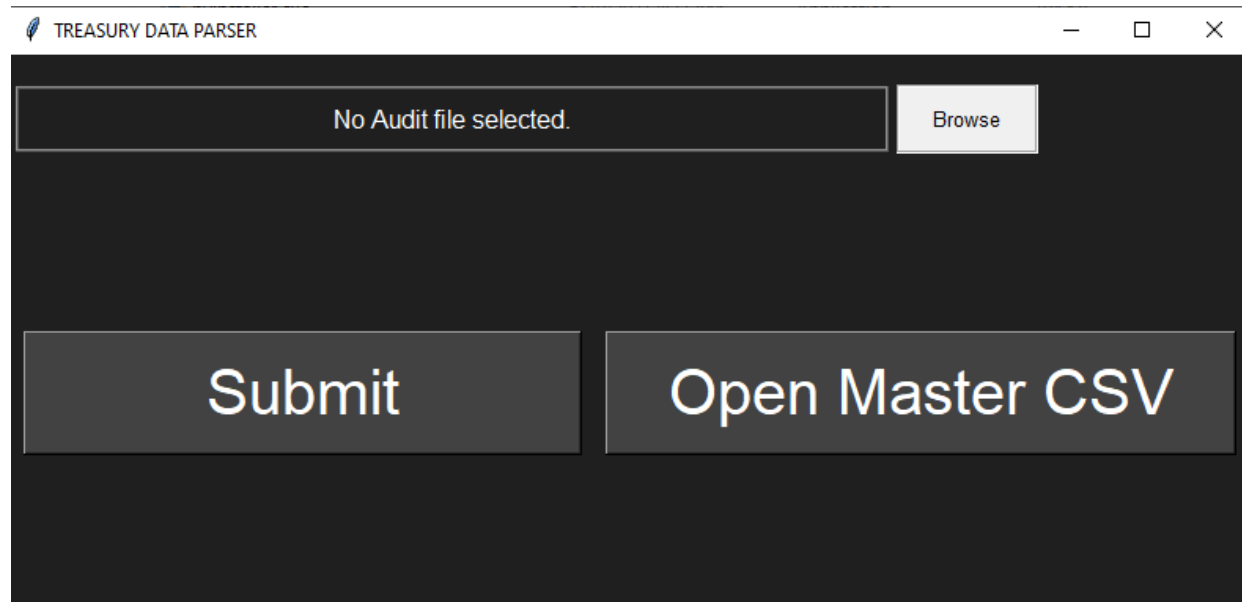 TREASURY DATA PARSER
No Audit file selected.
Browse
Submit
Open Master CSV